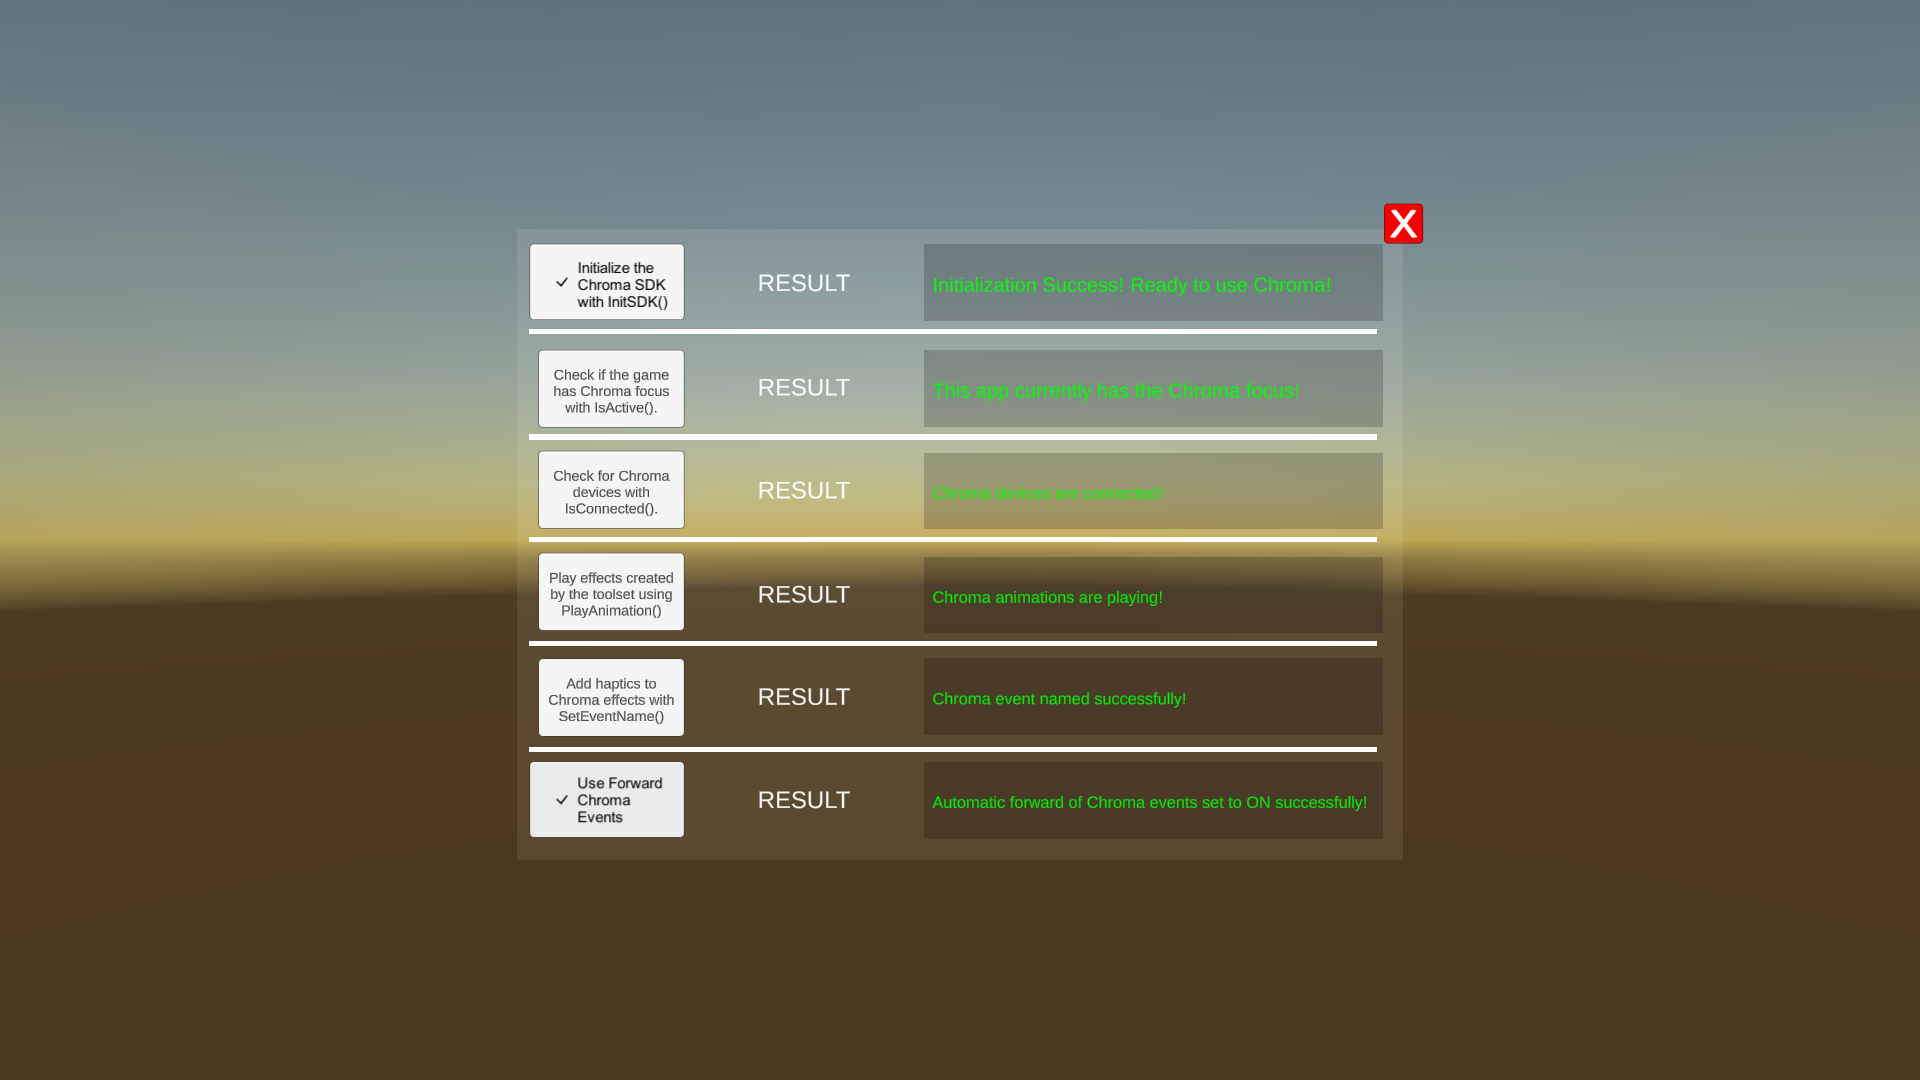 X
Initialize the
Chroma SDK
with InitSDK()
RESULT
Initialization Success! Ready to use Chroma!
Check if the game
has Chroma focus
with IsActive().
RESULT
This app currently has the Chroma focus!
Check for Chroma
devices with
IsConnected().
RESULT
Chroma devices are connected!
Play effects created
by the toolset using
PlayAnimation()
RESULT
Chroma animations are playing!
Add haptics to
Chroma effects with
SetEventName()
RESULT
Chroma event named successfully!
Use Forward
Chroma
Events
RESULT
Automatic forward of Chroma events set to ON successfully!